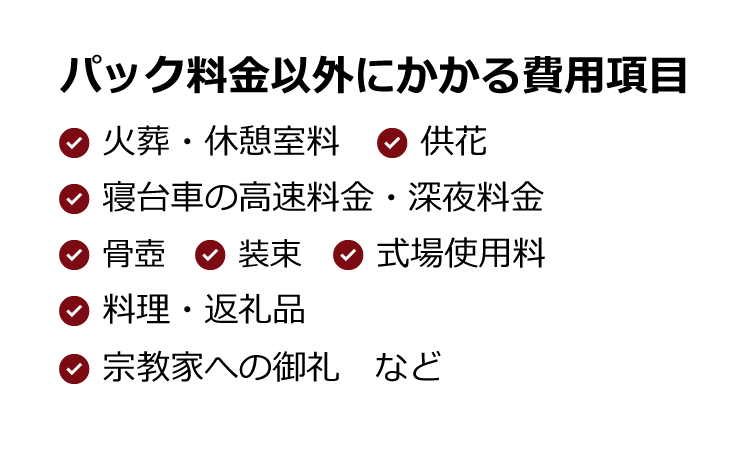 パック料金以外にかかる費用項目
火葬・休憩室料　供花
寝台車の高速料金・深夜料金
骨壺　装束　式場使用料
料理・返礼品
宗教家への御礼　など